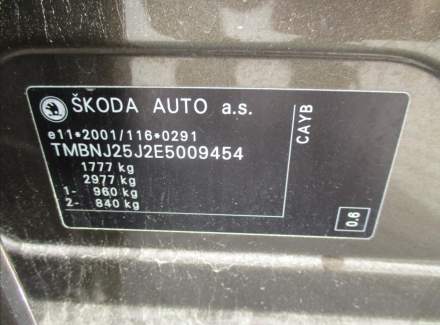 ŠKODA AUTO a.s.
e11*2001/116*0291
TMBNJ25J2E5009454
1777 kg
2977 kg
1- 960 kg
2- 840 kg
CAYB
0.6